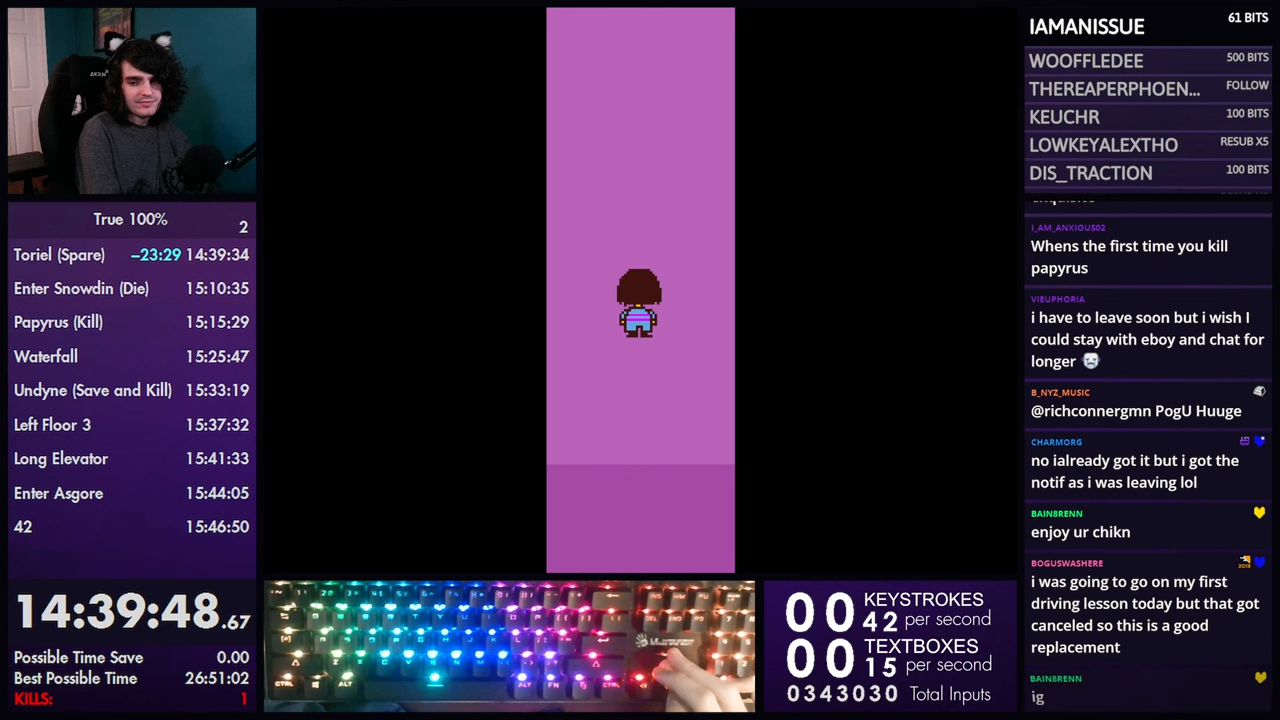 True 100%
2
Toriel (Spare) −23:29 14:39:34
Enter Snowdin (Die) 15:10:35
Papyrus (Kill) 15:15:29
Waterfall 15:25:47
Undyne (Save and Kill) 15:33:19
Left Floor 3 15:37:32
Long Elevator 15:41:33
Enter Asgore 15:44:05
42 15:46:50
14:39:48.67
Possible Time Save 0.00
Best Possible Time 26:51:02
KILLS: 1
00 KEYSTROKES
42 per second
00 TEXTBOXES
15 per second
0343030 Total Inputs
IAMANISSUE 61 BITS
WOOFFLEDEE 500 BITS
THEREAPERPHOEN... FOLLOW
KEUCHR 100 BITS
LOWKEYALEXTHO RESUB X5
DIS_TRACTION 100 BITS
I_AM_ANXIOUS02
Whens the first time you kill
papyrus
VIEUPHORIA
i have to leave soon but i wish I
could stay with eboy and chat for
longer
B_NYZ_MUSIC
@richconnergmn PogU Huuge
CHARMORG
no ialready got it but i got the
notif as i was leaving lol
BAIN8RENN
enjoy ur chikn
BOGUSWASHERE
i was going to go on my first
driving lesson today but that got
canceled so this is a good
replacement
BAIN8RENN
ig